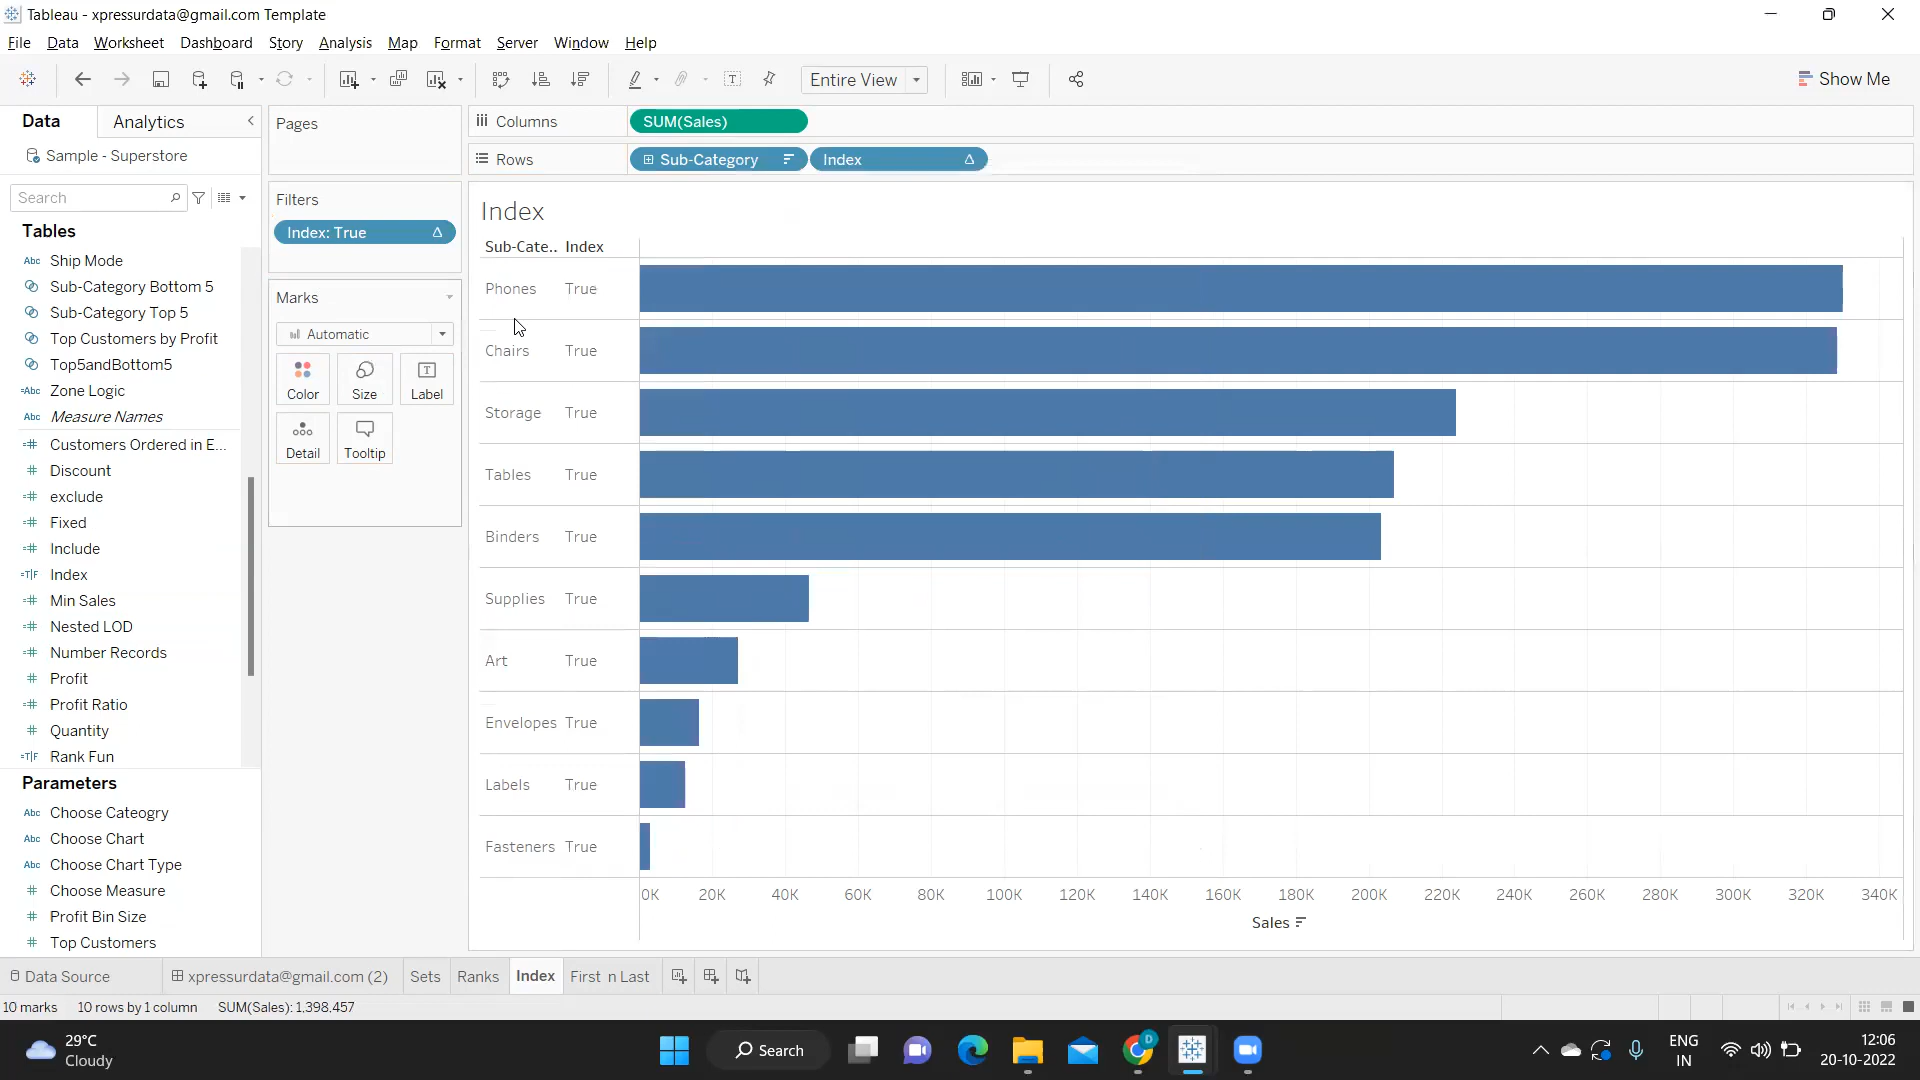 Tableau - xpressurdata@gmail.com Template
File Data Worksheet Dashboard Story Analysis Map Format Server Window Help
Entire View
Show Me
Data Analytics
Sample - Superstore
Search
Tables
Abc Ship Mode
Sub-Category Bottom 5
Sub-Category Top 5
Top Customers by Profit
Top5andBottom5
=Abc Zone Logic
Abc Measure Names
=# Customers Ordered in E...
# Discount
=# exclude
=# Fixed
=# Include
=T|F Index
=# Min Sales
=# Nested LOD
=# Number Records
# Profit
=# Profit Ratio
# Quantity
=T|F Rank Fun
Parameters
Abc Choose Cateogry
Abc Choose Chart
Abc Choose Chart Type
# Choose Measure
# Profit Bin Size
# Top Customers
Pages
Filters
Index: True
Marks
Automatic
Color Size Label
Detail Tooltip
Columns SUM(Sales)
Rows Sub-Category Index
Index
Sub-Cate.. Index
Phones True
Chairs True
Storage True
Tables True
Binders True
Supplies True
Art True
Envelopes True
Labels True
Fasteners True
0K 20K 40K 60K 80K 100K 120K 140K 160K 180K 200K 220K 240K 260K 280K 300K 320K 340K
Sales
Data Source xpressurdata@gmail.com (2) Sets Ranks Index First n Last
10 marks 10 rows by 1 column SUM(Sales): 1,398,457
29°C
Cloudy
Search
D
ENG
IN
12:06
20-10-2022